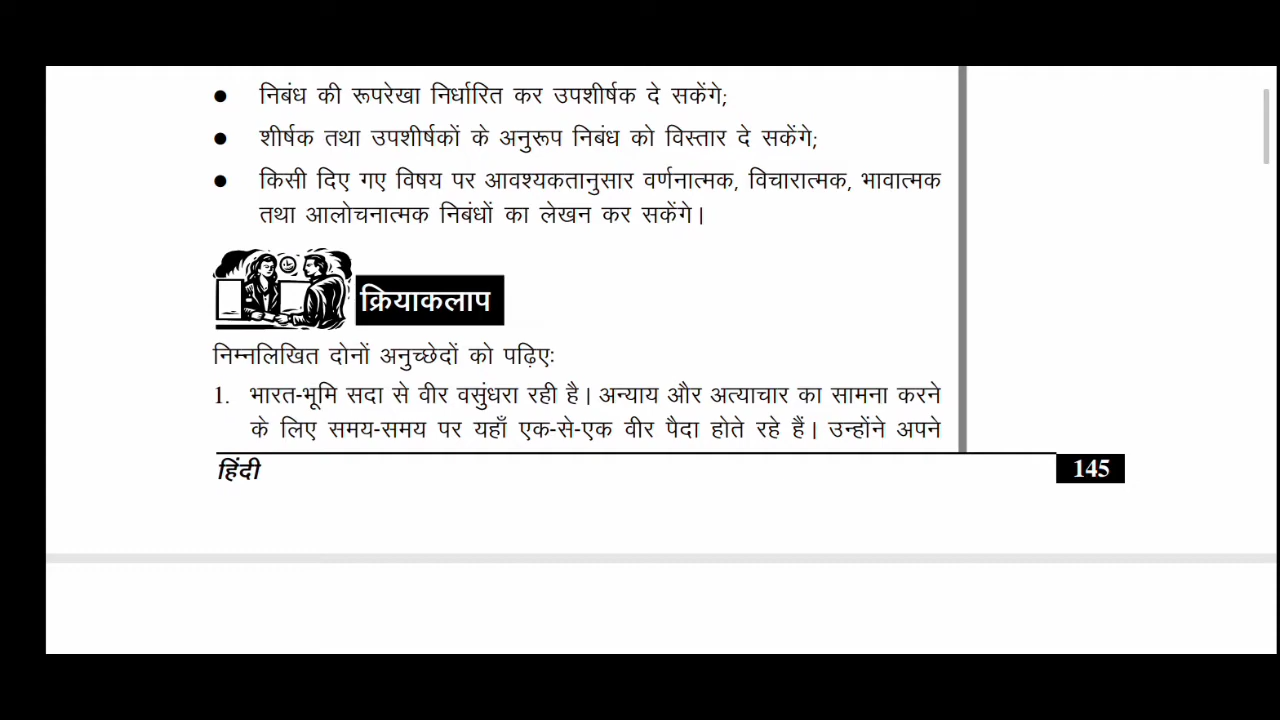 ● निबंध की रूपरेखा निर्धारित कर उपशीर्षक दे सकेंगे;
● शीर्षक तथा उपशीर्षकों के अनुरूप निबंध को विस्तार दे सकेंगे;
● किसी दिए गए विषय पर आवश्यकतानुसार वर्णनात्मक, विचारात्मक, भावात्मक
तथा आलोचनात्मक निबंधों का लेखन कर सकेंगे।
क्रियाकलाप
निम्नलिखित दोनों अनुच्छेदों को पढ़िएः
1. भारत-भूमि सदा से वीर वसुंधरा रही है। अन्याय और अत्याचार का सामना करने
के लिए समय-समय पर यहाँ एक-से-एक वीर पैदा होते रहे हैं। उन्होंने अपने
हिंदी
145